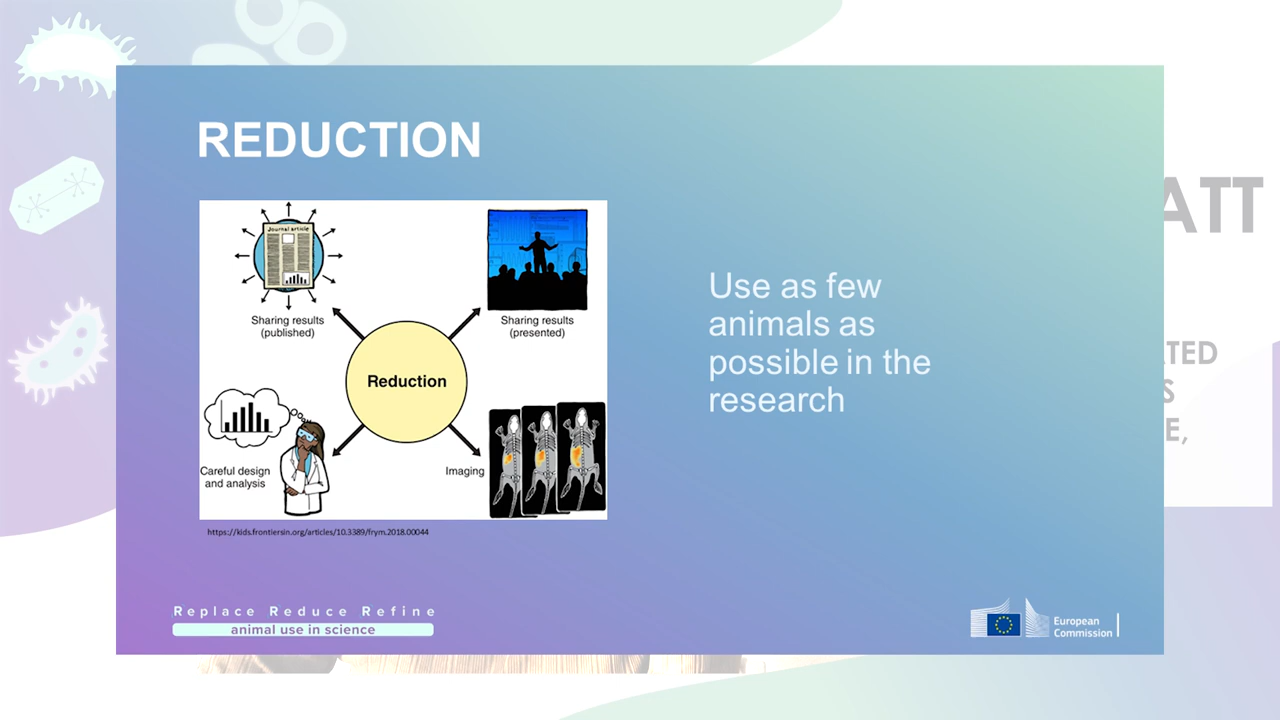 REDUCTION
Journal article
Sharing results
(published)
Sharing results
(presented)
Reduction
Careful design
and analysis
Imaging
https://kids.frontiersin.org/articles/10.3389/frym.2018.00044
Use as few
animals as
possible in the
research
Replace Reduce Refine
animal use in science
European
Commission